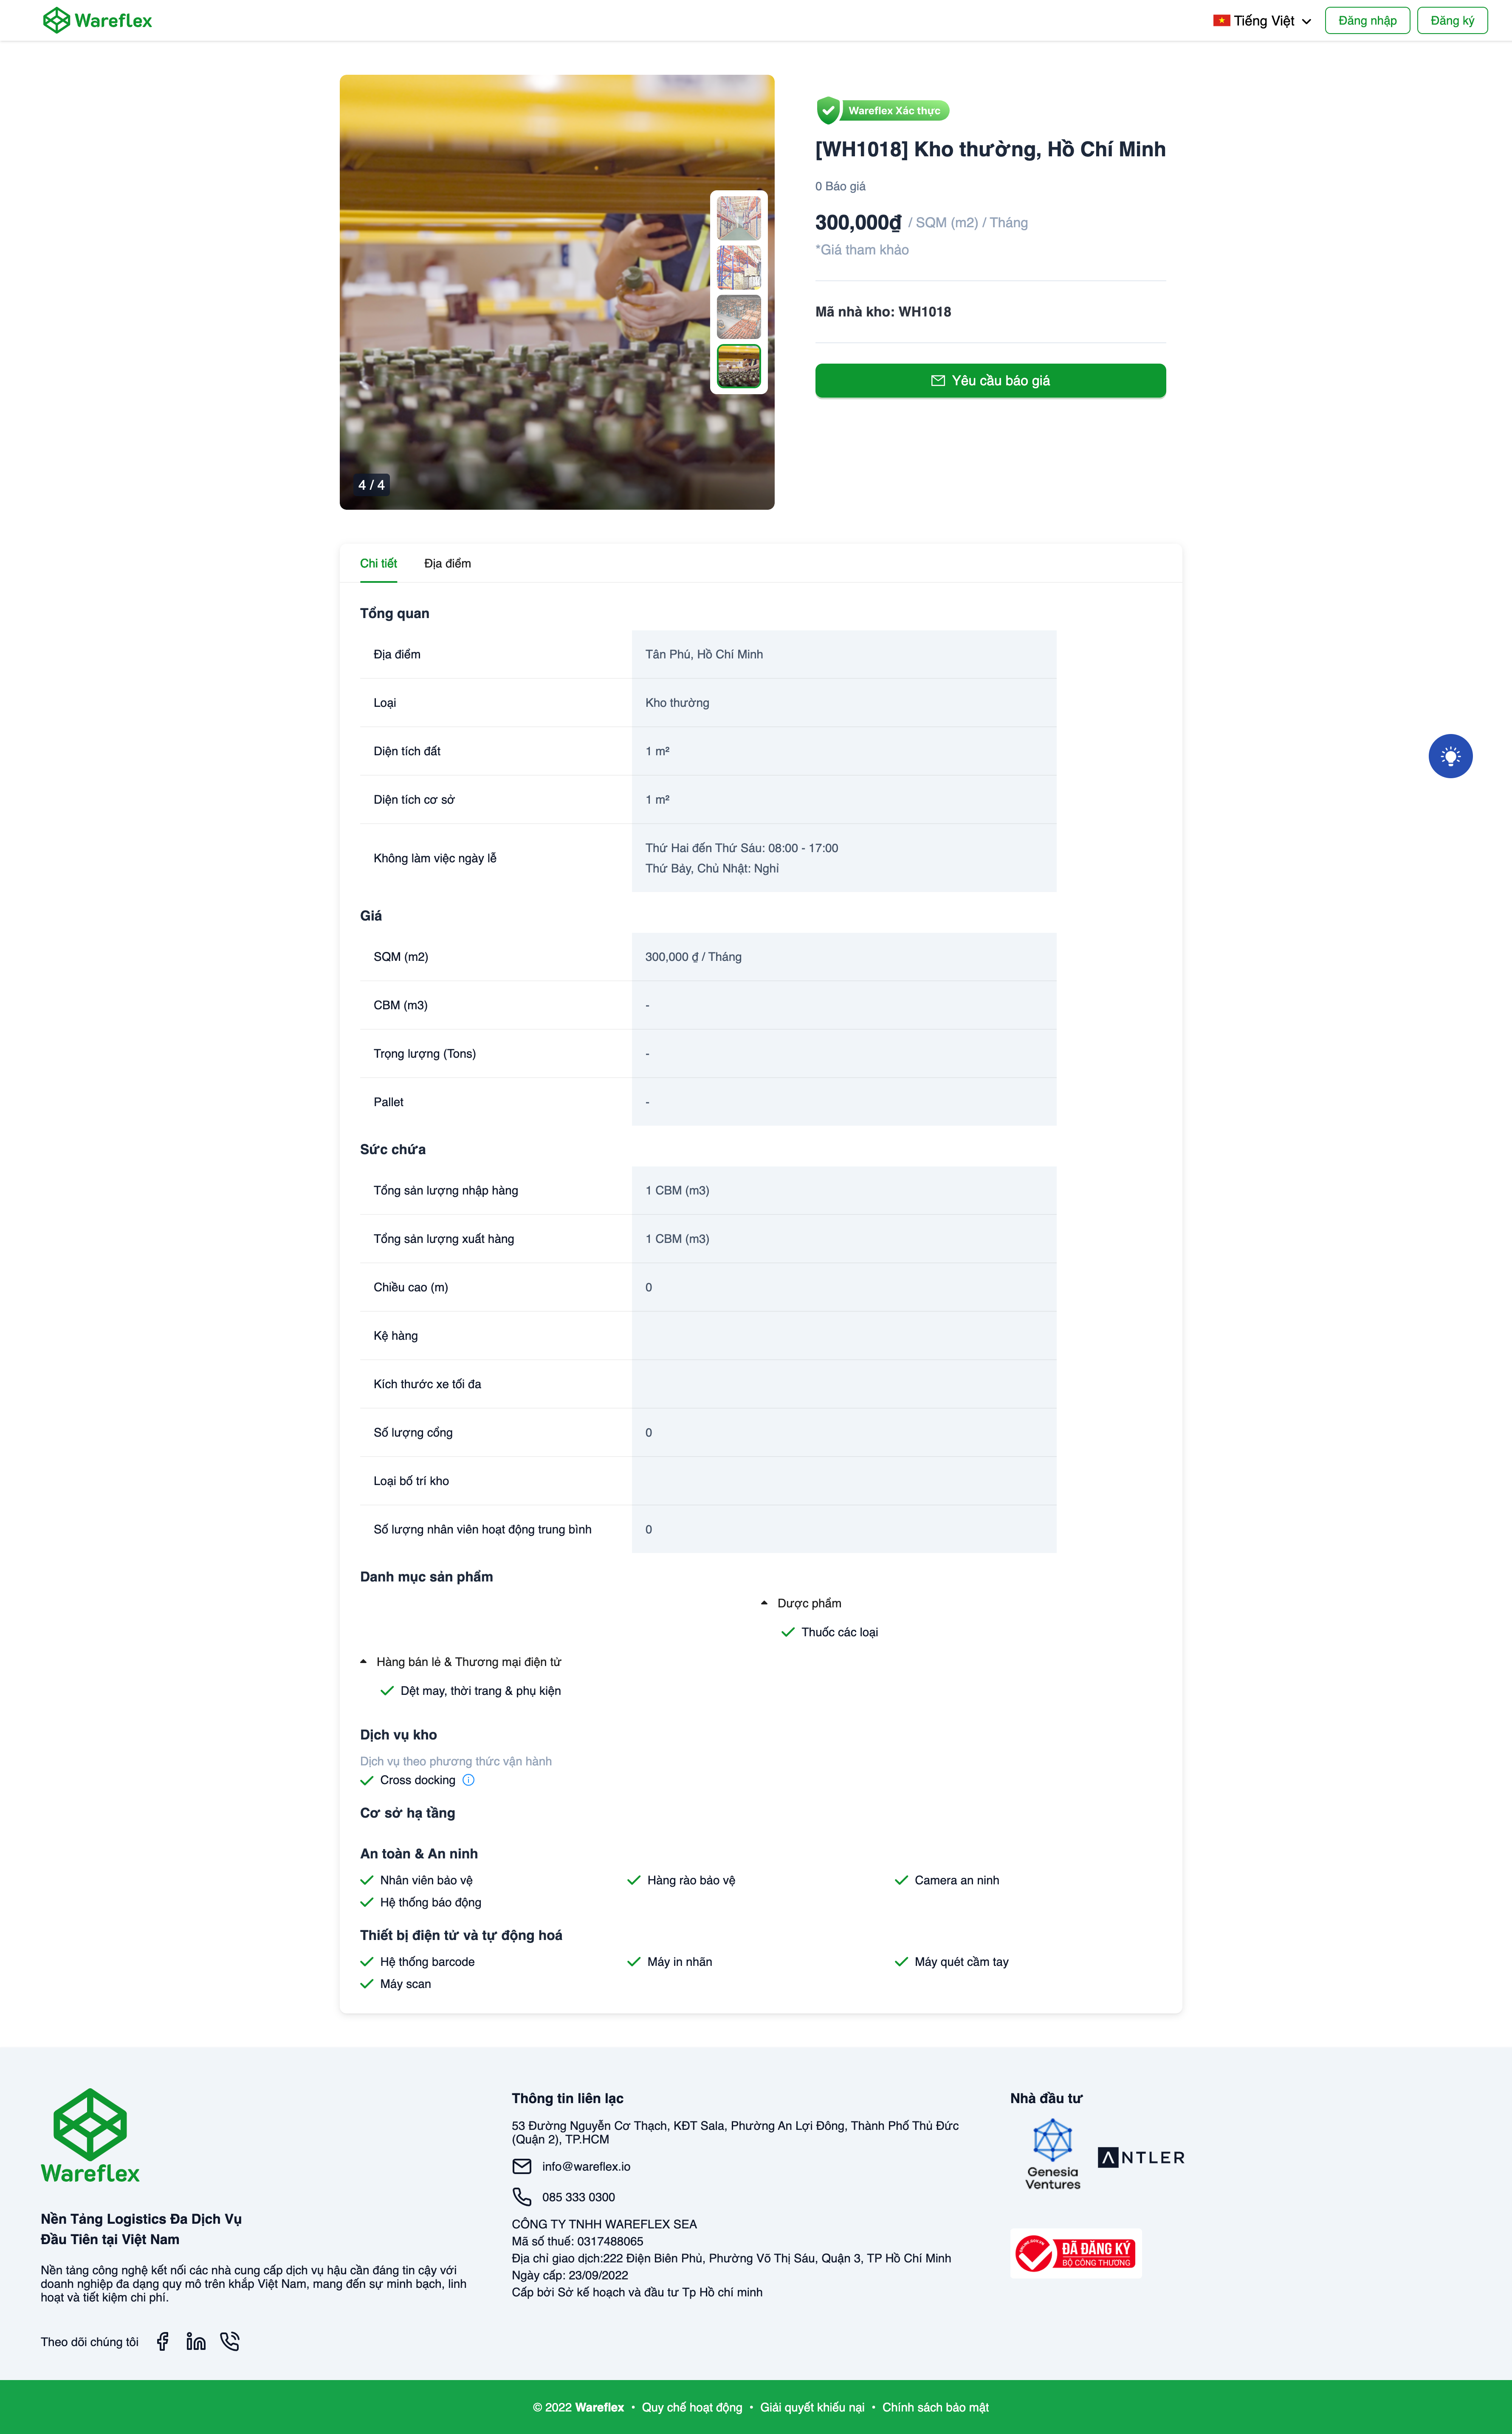 Wareflex
Tiếng Việt
Đăng nhập
Đăng ký
Wareflex Xác thực
[WH1018] Kho thường, Hồ Chí Minh
0 Báo giá
300,000₫ / SQM (m2) / Tháng
*Giá tham khảo
Mã nhà kho: WH1018
Yêu cầu báo giá
4 / 4
Chi tiết
Địa điểm
Tổng quan
Địa điểm
Tân Phú, Hồ Chí Minh
Loại
Kho thường
Diện tích đất
1 m²
Diện tích cơ sở
1 m²
Không làm việc ngày lễ
Thứ Hai đến Thứ Sáu: 08:00 - 17:00
Thứ Bảy, Chủ Nhật: Nghỉ
Giá
SQM (m2)
300,000 ₫ / Tháng
CBM (m3)
-
Trọng lượng (Tons)
-
Pallet
-
Sức chứa
Tổng sản lượng nhập hàng
1 CBM (m3)
Tổng sản lượng xuất hàng
1 CBM (m3)
Chiều cao (m)
0
Kệ hàng
Kích thước xe tối đa
Số lượng cổng
0
Loại bố trí kho
Số lượng nhân viên hoạt động trung bình
0
Danh mục sản phẩm
Dược phẩm
Thuốc các loại
Hàng bán lẻ & Thương mại điện tử
Dệt may, thời trang & phụ kiện
Dịch vụ kho
Dịch vụ theo phương thức vận hành
Cross docking
Cơ sở hạ tầng
An toàn & An ninh
Nhân viên bảo vệ
Hàng rào bảo vệ
Camera an ninh
Hệ thống báo động
Thiết bị điện tử và tự động hoá
Hệ thống barcode
Máy in nhãn
Máy quét cầm tay
Máy scan
Wareflex
Nền Tảng Logistics Đa Dịch Vụ
Đầu Tiên tại Việt Nam
Nền tảng công nghệ kết nối các nhà cung cấp dịch vụ hậu cần đáng tin cậy với
doanh nghiệp đa dạng quy mô trên khắp Việt Nam, mang đến sự minh bạch, linh
hoạt và tiết kiệm chi phí.
Theo dõi chúng tôi
Thông tin liên lạc
53 Đường Nguyễn Cơ Thạch, KĐT Sala, Phường An Lợi Đông, Thành Phố Thủ Đức
(Quận 2), TP.HCM
info@wareflex.io
085 333 0300
CÔNG TY TNHH WAREFLEX SEA
Mã số thuế: 0317488065
Địa chỉ giao dịch:222 Điện Biên Phủ, Phường Võ Thị Sáu, Quận 3, TP Hồ Chí Minh
Ngày cấp: 23/09/2022
Cấp bởi Sở kế hoạch và đầu tư Tp Hồ chí minh
Nhà đầu tư
Genesia
Ventures
ANTLER
ĐÃ ĐĂNG KÝ
BỘ CÔNG THƯƠNG
© 2022 Wareflex • Quy chế hoạt động • Giải quyết khiếu nại • Chính sách bảo mật